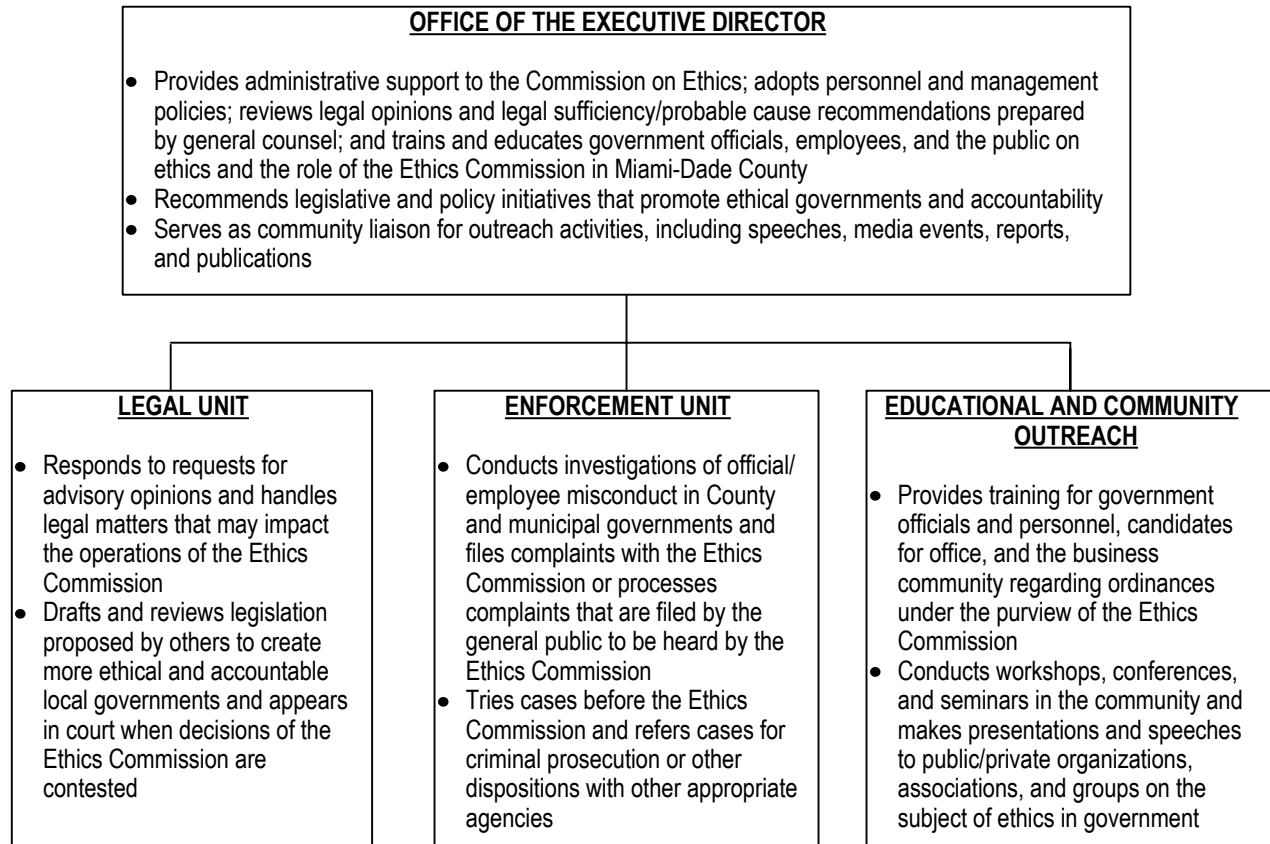 OFFICE OF THE EXECUTIVE DIRECTOR
• Provides administrative support to the Commission on Ethics; adopts personnel and management
policies; reviews legal opinions and legal sufficiency/probable cause recommendations prepared
by general counsel; and trains and educates government officials, employees, and the public on
ethics and the role of the Ethics Commission in Miami-Dade County
• Recommends legislative and policy initiatives that promote ethical governments and accountability
• Serves as community liaison for outreach activities, including speeches, media events, reports,
and publications
LEGAL UNIT
• Responds to requests for
advisory opinions and handles
legal matters that may impact
the operations of the Ethics
Commission
• Drafts and reviews legislation
proposed by others to create
more ethical and accountable
local governments and appears
in court when decisions of the
Ethics Commission are
contested
ENFORCEMENT UNIT
• Conducts investigations of official/
employee misconduct in County
and municipal governments and
files complaints with the Ethics
Commission or processes
complaints that are filed by the
general public to be heard by the
Ethics Commission
• Tries cases before the Ethics
Commission and refers cases for
criminal prosecution or other
dispositions with other appropriate
agencies
EDUCATIONAL AND COMMUNITY
OUTREACH
• Provides training for government
officials and personnel, candidates
for office, and the business
community regarding ordinances
under the purview of the Ethics
Commission
• Conducts workshops, conferences,
and seminars in the community and
makes presentations and speeches
to public/private organizations,
associations, and groups on the
subject of ethics in government